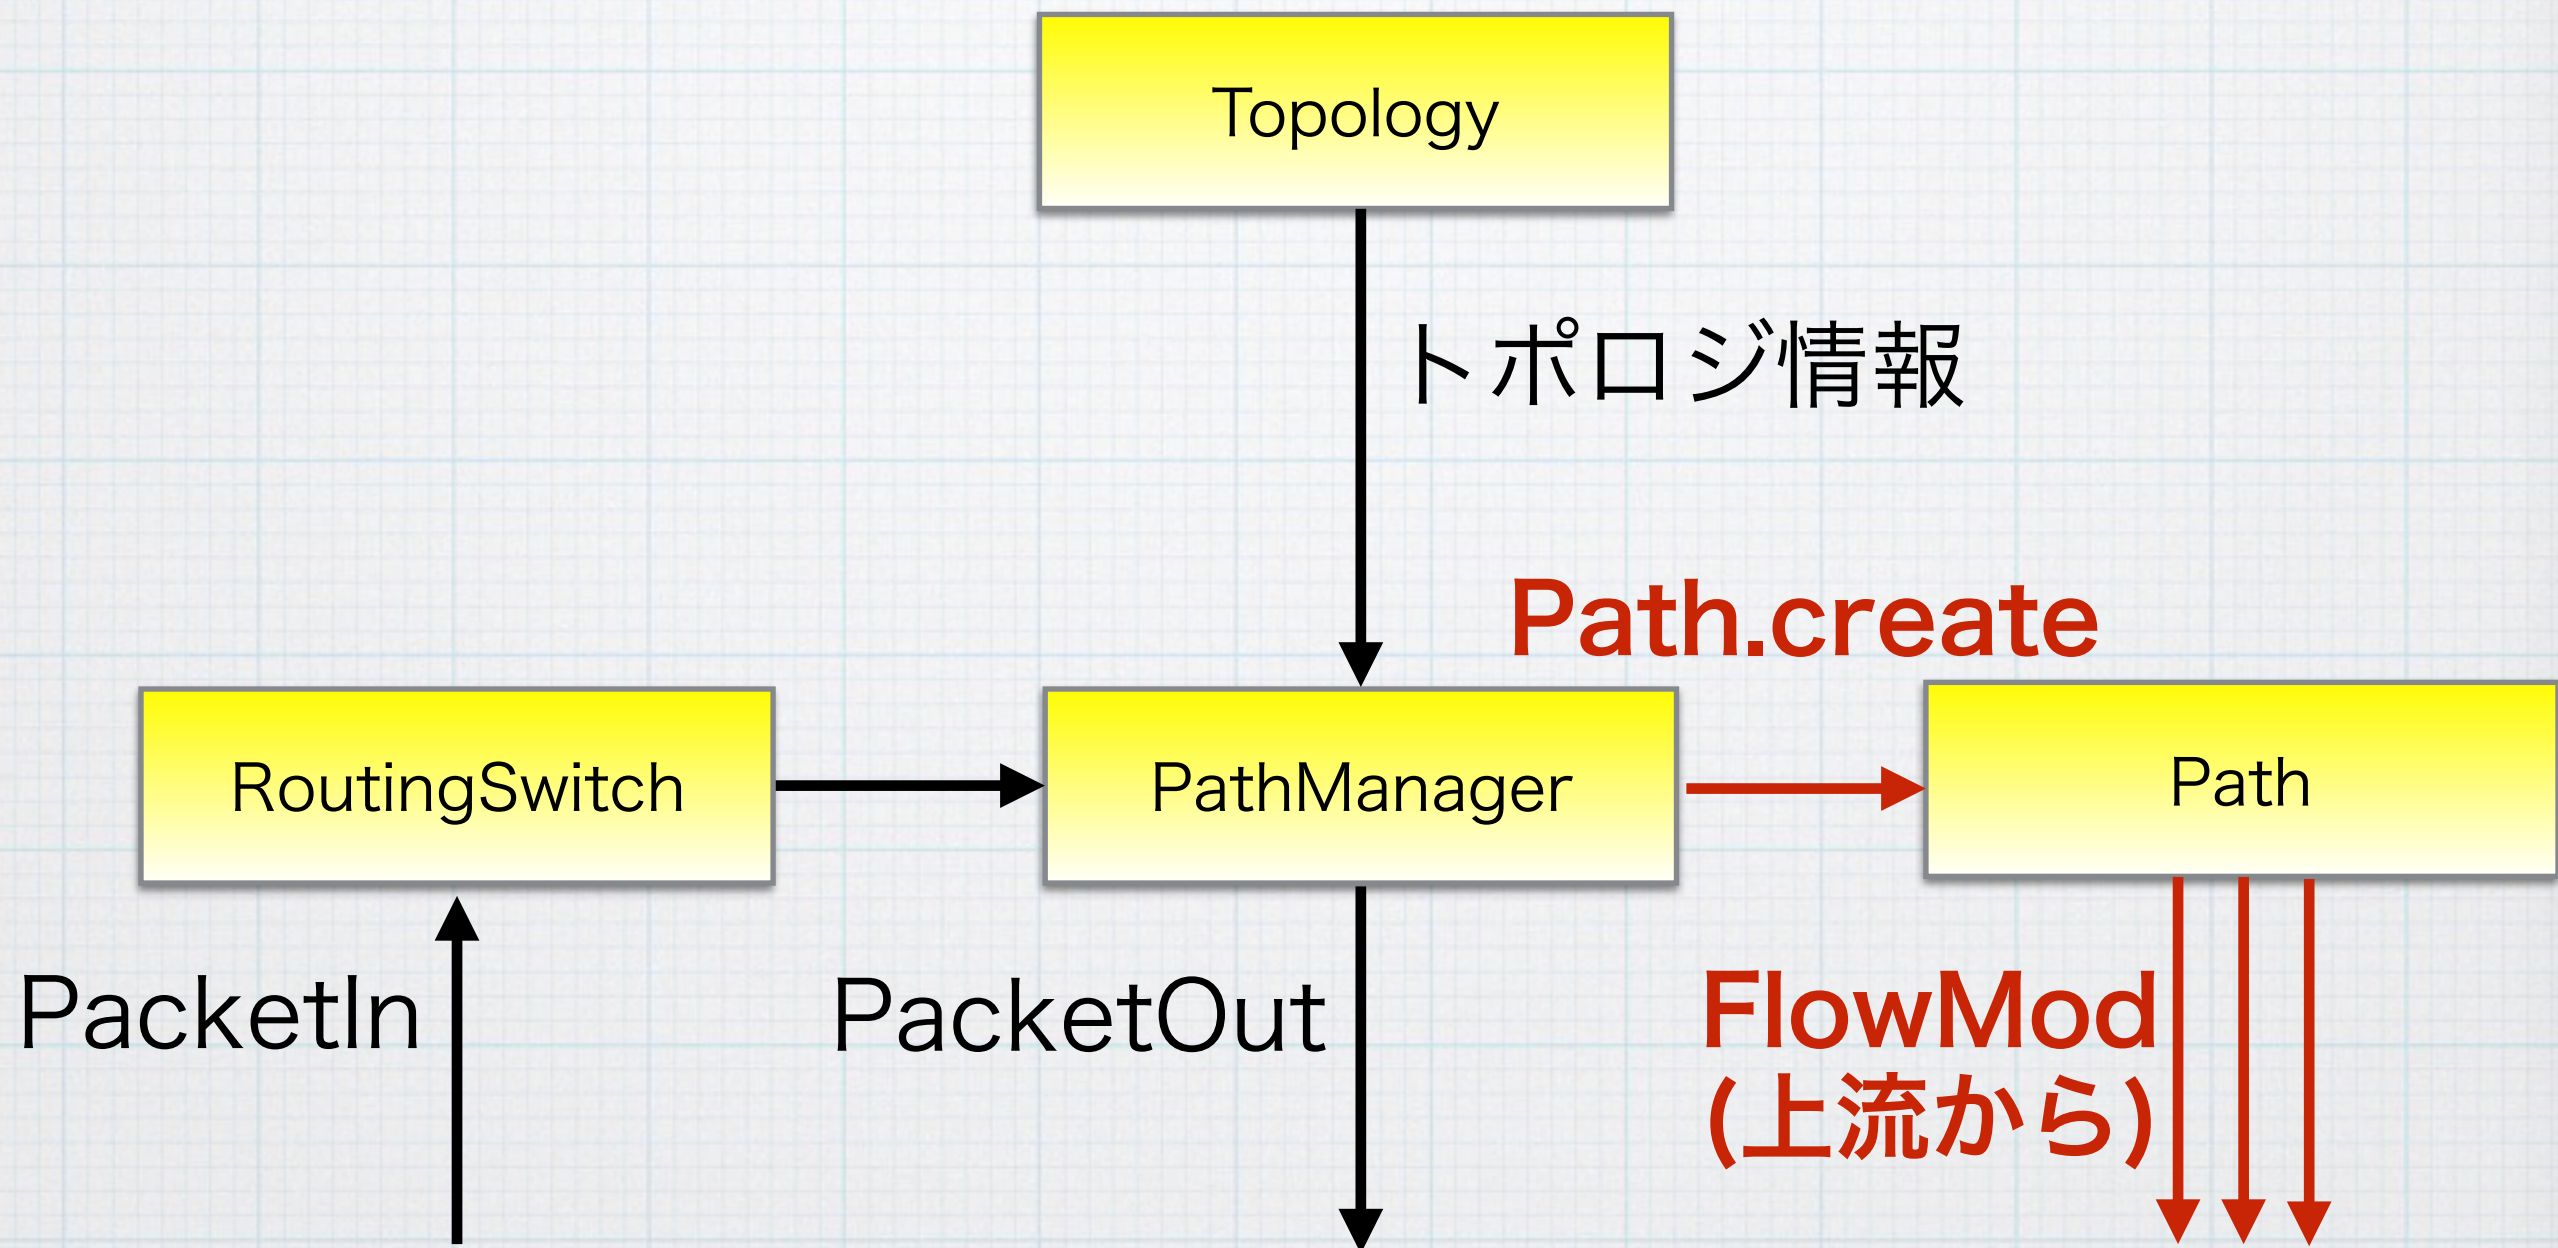 Topology
トポロジ情報
Path.create
RoutingSwitch
PathManager
Path
PacketIn
PacketOut
FlowMod
(上流から)